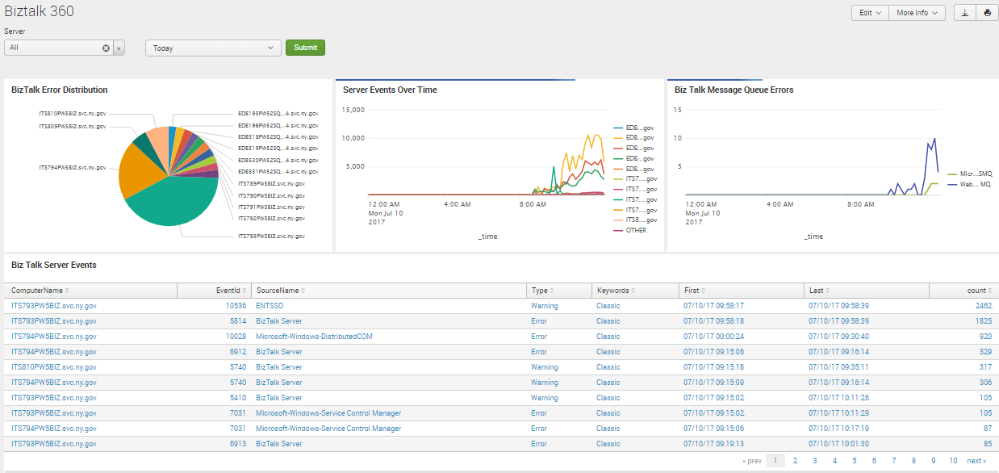 Biztalk 360
Edit
More Info
Server
All
Today
Submit
BizTalk Error Distribution
ITS810PW5BIZ.svc.ny.gov
ITS809PW5BIZ.svc.ny.gov
ITS794PW5BIZ.svc.ny.gov
EDB195PW52SQ...4.svc.ny.gov
EDB196PW52SQ...4.svc.ny.gov
EDB518PW52SQ...4.svc.ny.gov
EDB519PW52SQ...4.svc.ny.gov
EDB580PW52SQ...4.svc.ny.gov
EDB581PW52SQ...4.svc.ny.gov
ITS789PW5BIZ.svc.ny.gov
ITS790PW5BIZ.svc.ny.gov
ITS791PW5BIZ.svc.ny.gov
ITS792PW5BIZ.svc.ny.gov
ITS793PW5BIZ.svc.ny.gov
Server Events Over Time
15,000
10,000
5,000
12:00 AM
Mon Jul 10
2017
4:00 AM
8:00 AM
_time
EDB...gov
EDB...gov
EDB...gov
EDB...gov
EDB...gov
ITS7....gov
ITS7....gov
ITS7....gov
ITS7....gov
ITS8....gov
OTHER
Biz Talk Message Queue Errors
15
10
5
12:00 AM
Mon Jul 10
2017
4:00 AM
8:00 AM
_time
Micr...SMQ
Web... MQ
Biz Talk Server Events
ComputerName EventId SourceName Type Keywords First Last count
ITS793PW5BIZ.svc.ny.gov 10536 ENTSSO Warning Classic 07/10/17 09:58:17 07/10/17 09:58:39 2462
ITS793PW5BIZ.svc.ny.gov 5814 BizTalk Server Error Classic 07/10/17 09:58:18 07/10/17 09:58:39 1825
ITS794PW5BIZ.svc.ny.gov 10028 Microsoft-Windows-DistributedCOM Error Classic 07/10/17 00:00:24 07/10/17 09:30:40 920
ITS794PW5BIZ.svc.ny.gov 6912 BizTalk Server Error Classic 07/10/17 09:15:06 07/10/17 09:16:14 329
ITS810PW5BIZ.svc.ny.gov 5740 BizTalk Server Warning Classic 07/10/17 09:15:18 07/10/17 09:35:11 317
ITS794PW5BIZ.svc.ny.gov 5740 BizTalk Server Warning Classic 07/10/17 09:15:09 07/10/17 09:16:14 306
ITS793PW5BIZ.svc.ny.gov 5410 BizTalk Server Warning Classic 07/10/17 09:15:02 07/10/17 10:11:26 105
ITS793PW5BIZ.svc.ny.gov 7031 Microsoft-Windows-Service Control Manager Error Classic 07/10/17 09:15:02 07/10/17 10:11:29 105
ITS794PW5BIZ.svc.ny.gov 7031 Microsoft-Windows-Service Control Manager Error Classic 07/10/17 09:15:06 07/10/17 10:17:19 87
ITS793PW5BIZ.svc.ny.gov 6913 BizTalk Server Error Classic 07/10/17 09:19:13 07/10/17 10:01:30 85
« prev 1 2 3 4 5 6 7 8 9 10 next »